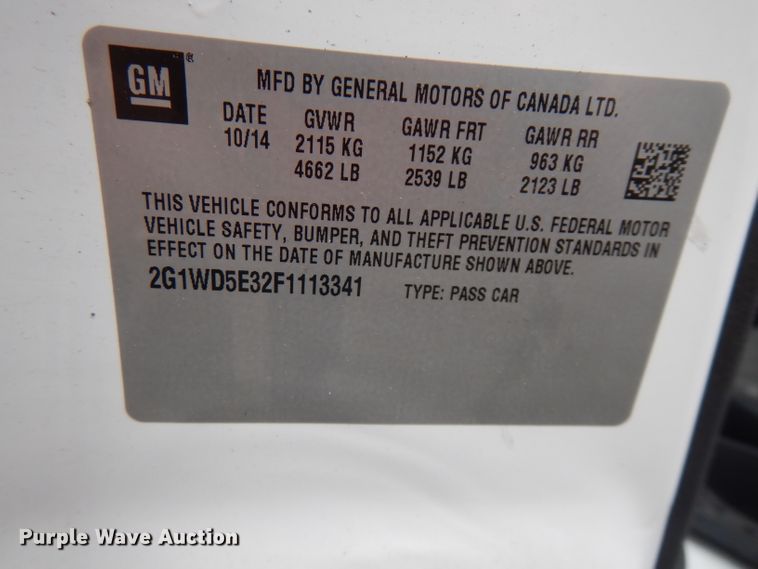 GM®
MFD BY GENERAL MOTORS OF CANADA LTD.
DATE GVWR GAWR FRT GAWR RR
10/14 2115 KG 1152 KG 963 KG
4662 LB 2539 LB 2123 LB
THIS VEHICLE CONFORMS TO ALL APPLICABLE U.S. FEDERAL MOTOR
VEHICLE SAFETY, BUMPER, AND THEFT PREVENTION STANDARDS IN
EFFECT ON THE DATE OF MANUFACTURE SHOWN ABOVE.
2G1WD5E32F1113341 TYPE: PASS CAR
Purple Wave Auction